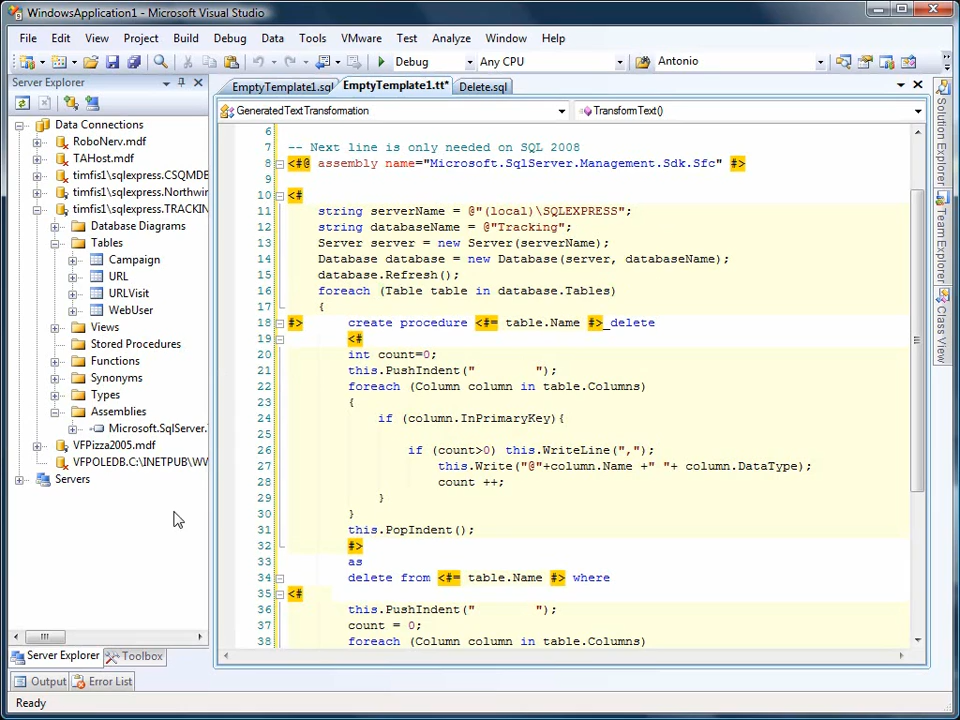 WindowsApplication1 - Microsoft Visual Studio
File Edit View Project Build Debug Data Tools VMware Test Analyze Window Help
Debug Any CPU Antonio
Server Explorer
Data Connections
RoboNerv.mdf
TAHost.mdf
timfis1\sqlexpress.CSQMDE
timfis1\sqlexpress.Northwir
timfis1\sqlexpress.TRACKIN
Database Diagrams
Tables
Campaign
URL
URLVisit
WebUser
Views
Stored Procedures
Functions
Synonyms
Types
Assemblies
Microsoft.SqlServer.
VFPizza2005.mdf
VFPOLEDB.C:\INETPUB\WV
Servers
Server Explorer Toolbox
Output Error List
Ready
EmptyTemplate1.sql EmptyTemplate1.tt* Delete.sql
GeneratedTextTransformation TransformText()
6
7 -- Next line is only needed on SQL 2008
8 <#@ assembly name="Microsoft.SqlServer.Management.Sdk.Sfc" #>
9
10 <#
11 string serverName = @"(local)\SQLEXPRESS";
12 string databaseName = @"Tracking";
13 Server server = new Server(serverName);
14 Database database = new Database(server, databaseName);
15 database.Refresh();
16 foreach (Table table in database.Tables)
17 {
18 #> create procedure <#= table.Name #>_delete
19 <#
20 int count=0;
21 this.PushIndent("        ");
22 foreach (Column column in table.Columns)
23 {
24 if (column.InPrimaryKey){
25
26 if (count>0) this.WriteLine(",");
27 this.Write("@"+column.Name +" "+ column.DataType);
28 count ++;
29 }
30 }
31 this.PopIndent();
32 #>
33 as
34 delete from <#= table.Name #> where
35 <#
36 this.PushIndent("        ");
37 count = 0;
38 foreach (Column column in table.Columns)
Solution Explorer
Team Explorer
Class View